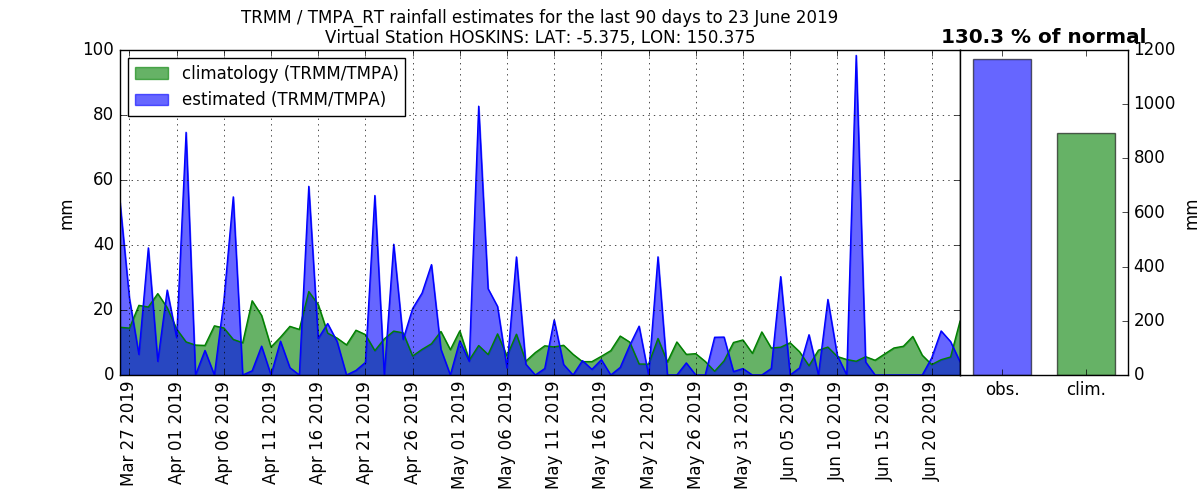 TRMM / TMPA_RT rainfall estimates for the last 90 days to 23 June 2019
Virtual Station HOSKINS: LAT: -5.375, LON: 150.375
130.3 % of normal
climatology (TRMM/TMPA)
estimated (TRMM/TMPA)
mm
100
80
60
40
20
0
Mar 27 2019
Apr 01 2019
Apr 06 2019
Apr 11 2019
Apr 16 2019
Apr 21 2019
Apr 26 2019
May 01 2019
May 06 2019
May 11 2019
May 16 2019
May 21 2019
May 26 2019
May 31 2019
Jun 05 2019
Jun 10 2019
Jun 15 2019
Jun 20 2019
obs.
clim.
1200
1000
800
600
400
200
0
mm